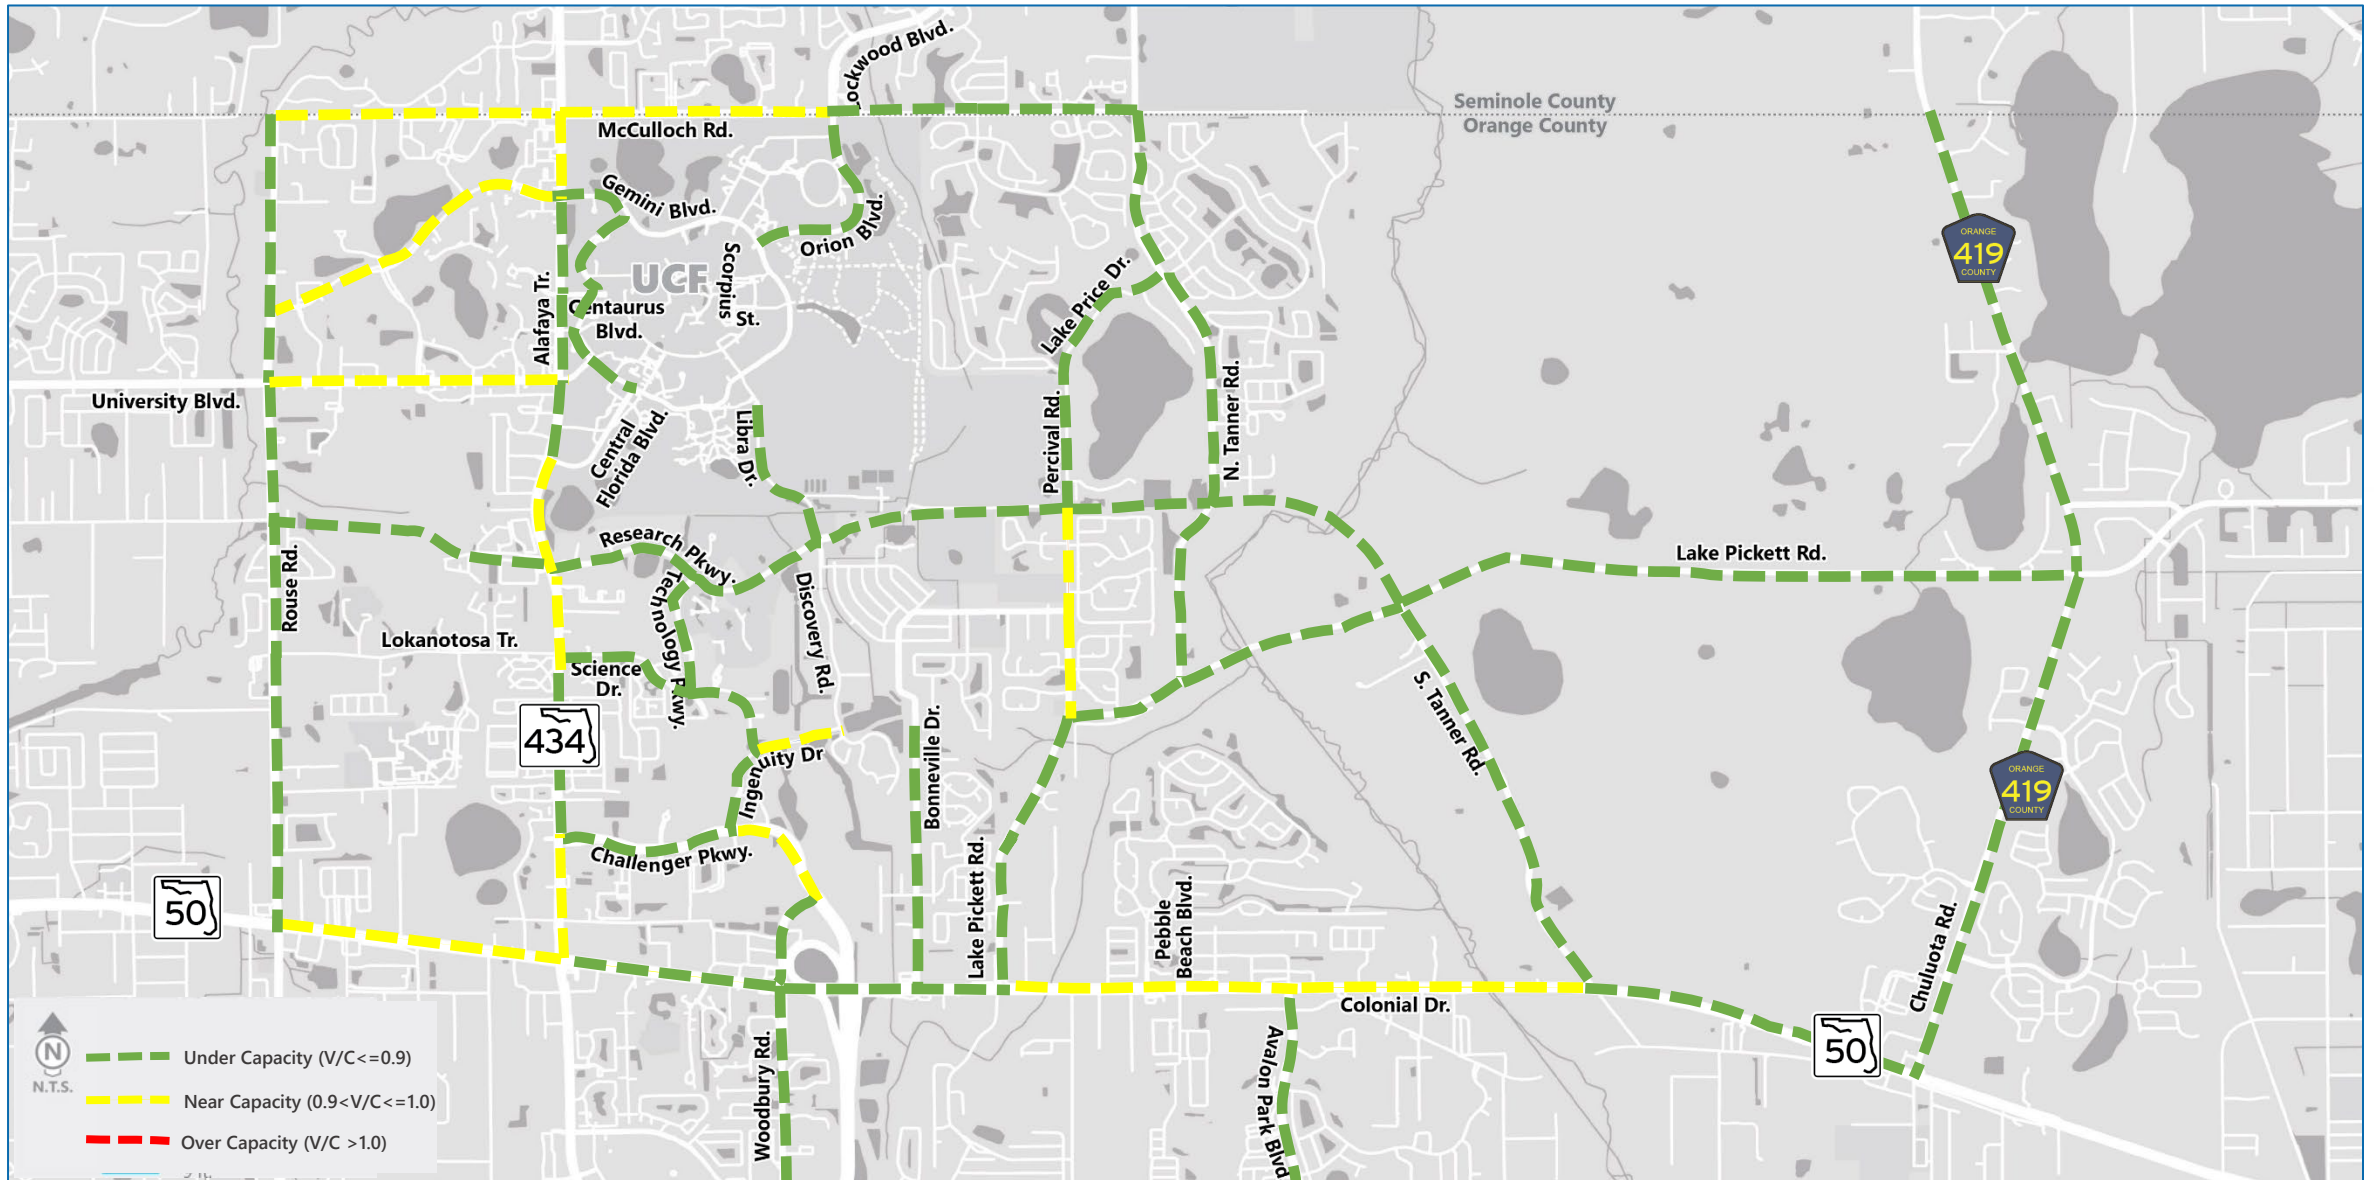 Lockwood Blvd.
Seminole County
Orange County
McCulloch Rd.
Gemini Blvd.
Orion Blvd.
ORANGE
419
COUNTY
Scorpius
St.
UCF
Lake Price Dr.
Centaurus
Blvd.
Alafaya Tr.
University Blvd.
Central
Florida Blvd.
Libra Dr.
Percival Rd.
N. Tanner Rd.
Research Pkwy.
Lake Pickett Rd.
Rouse Rd.
Technology Pkwy.
Discovery Rd.
Lokanotosa Tr.
Science
Dr.
S. Tanner Rd.
434
Ingenuity Dr
Bonneville Dr.
ORANGE
419
COUNTY
Challenger Pkwy.
Lake Pickett Rd.
Pebble
Beach Blvd.
50
Chuluota Rd.
Colonial Dr.
50
Woodbury Rd.
Avalon Park Blvd
N
N.T.S.
Under Capacity (V/C<=0.9)
Near Capacity (0.9<V/C<=1.0)
Over Capacity (V/C >1.0)